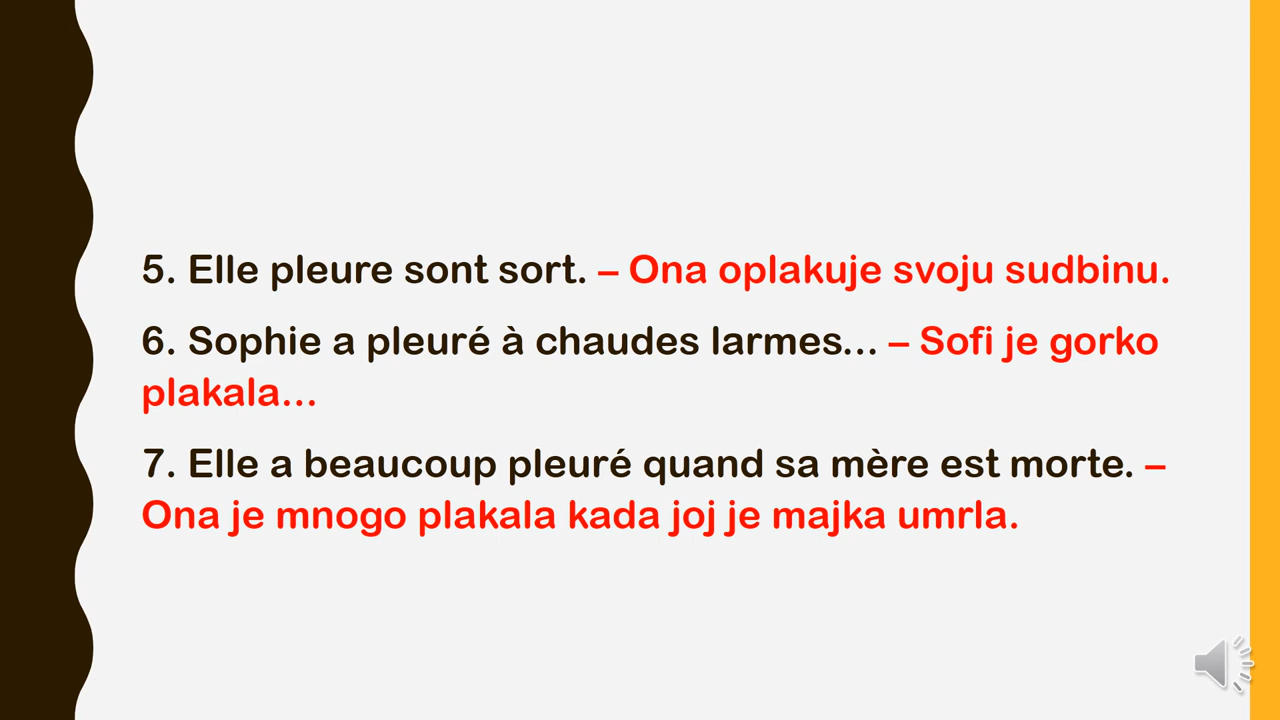 5. Elle pleure sont sort. – Ona oplakuje svoju sudbinu.
6. Sophie a pleuré à chaudes larmes… – Sofi je gorko
plakala…
7. Elle a beaucoup pleuré quand sa mère est morte. –
Ona je mnogo plakala kada joj je majka umrla.